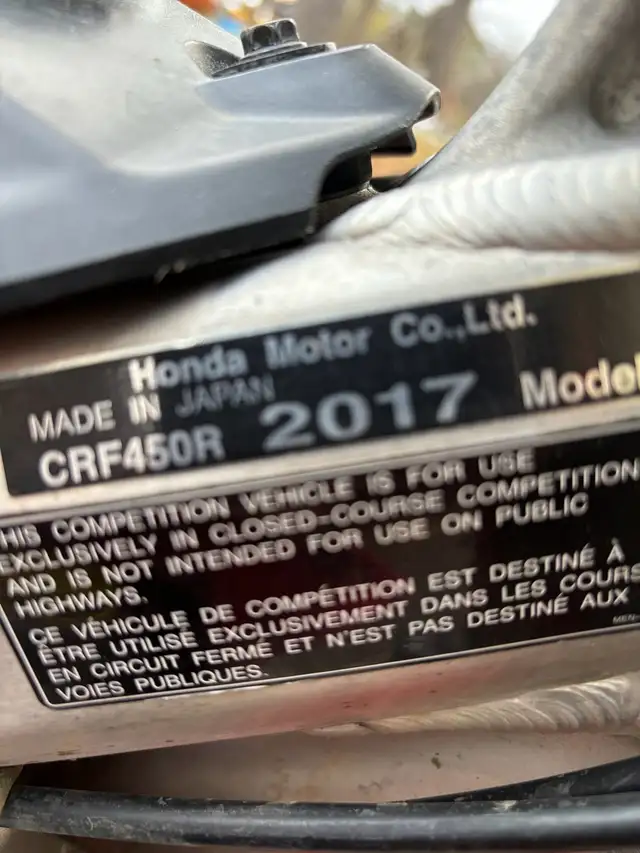 Honda Motor Co.,Ltd.
MADE IN JAPAN
CRF450R 2017 Model
HIS COMPETITION VEHICLE IS FOR USE
EXCLUSIVELY IN CLOSED-COURSE COMPETITION
AND IS NOT INTENDED FOR USE ON PUBLIC
HIGHWAYS.
CE VÉHICULE DE COMPÉTITION EST DESTINÉ À
ÊTRE UTILISÉ EXCLUSIVEMENT DANS LES COURS
EN CIRCUIT FERMÉ ET N'EST PAS DESTINÉ AUX
VOIES PUBLIQUES.